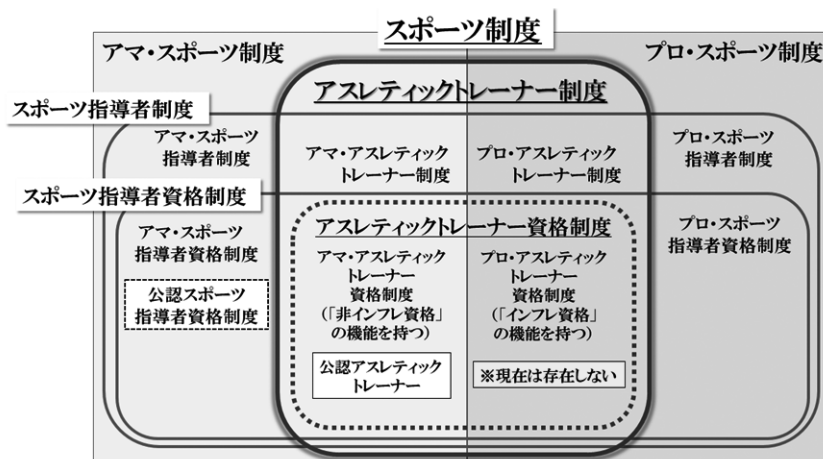 スポーツ制度
アマ・スポーツ制度
プロ・スポーツ制度
アスレティックトレーナー制度
スポーツ指導者制度
アマ・スポーツ
指導者制度
アマ・アスレティック
トレーナー制度
プロ・アスレティック
トレーナー制度
プロ・スポーツ
指導者制度
スポーツ指導者資格制度
アマ・スポーツ
指導者資格制度
公認スポーツ
指導者資格制度
アスレティックトレーナー資格制度
アマ・アスレティック
トレーナー
資格制度
(「非インフレ資格」
の機能を持つ)
公認アスレティック
トレーナー
プロ・アスレティック
トレーナー
資格制度
(「インフレ資格」
の機能を持つ)
※現在は存在しない
プロ・スポーツ
指導者資格制度